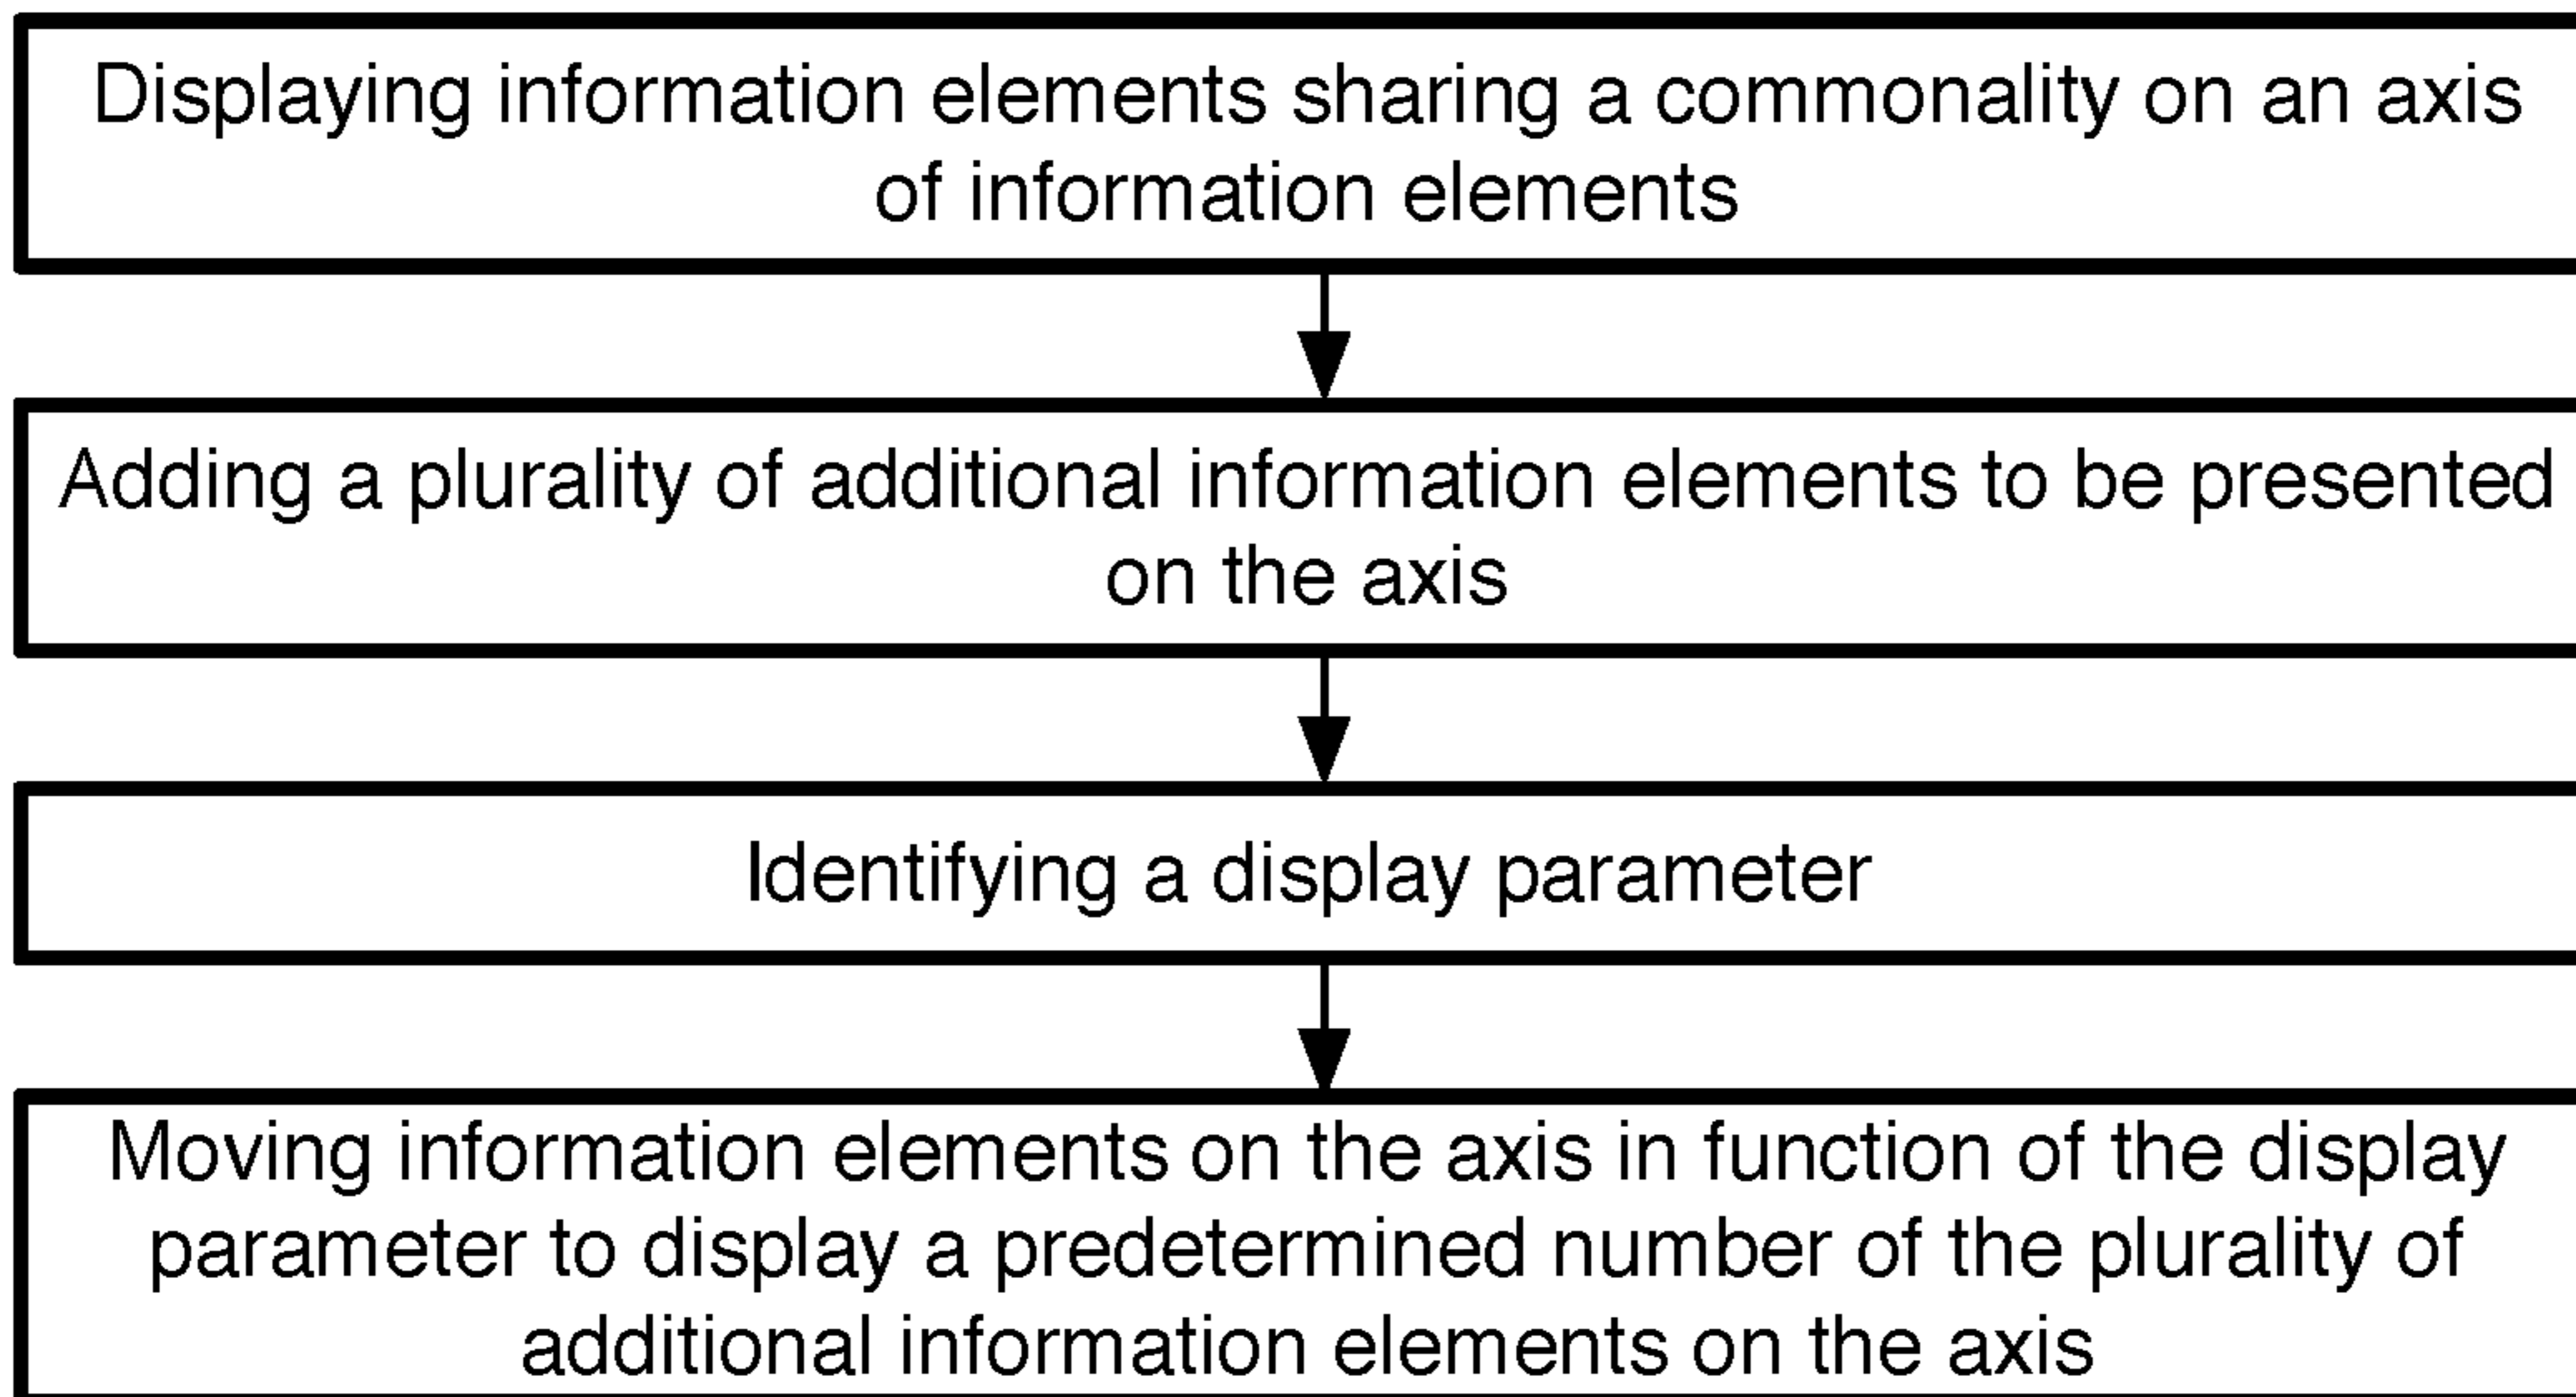 Displaying information elements sharing a commonality on an axis
of information elements
Adding a plurality of additional information elements to be presented
on the axis
Identifying a display parameter
Moving information elements on the axis in function of the display
parameter to display a predetermined number of the plurality of
additional information elements on the axis